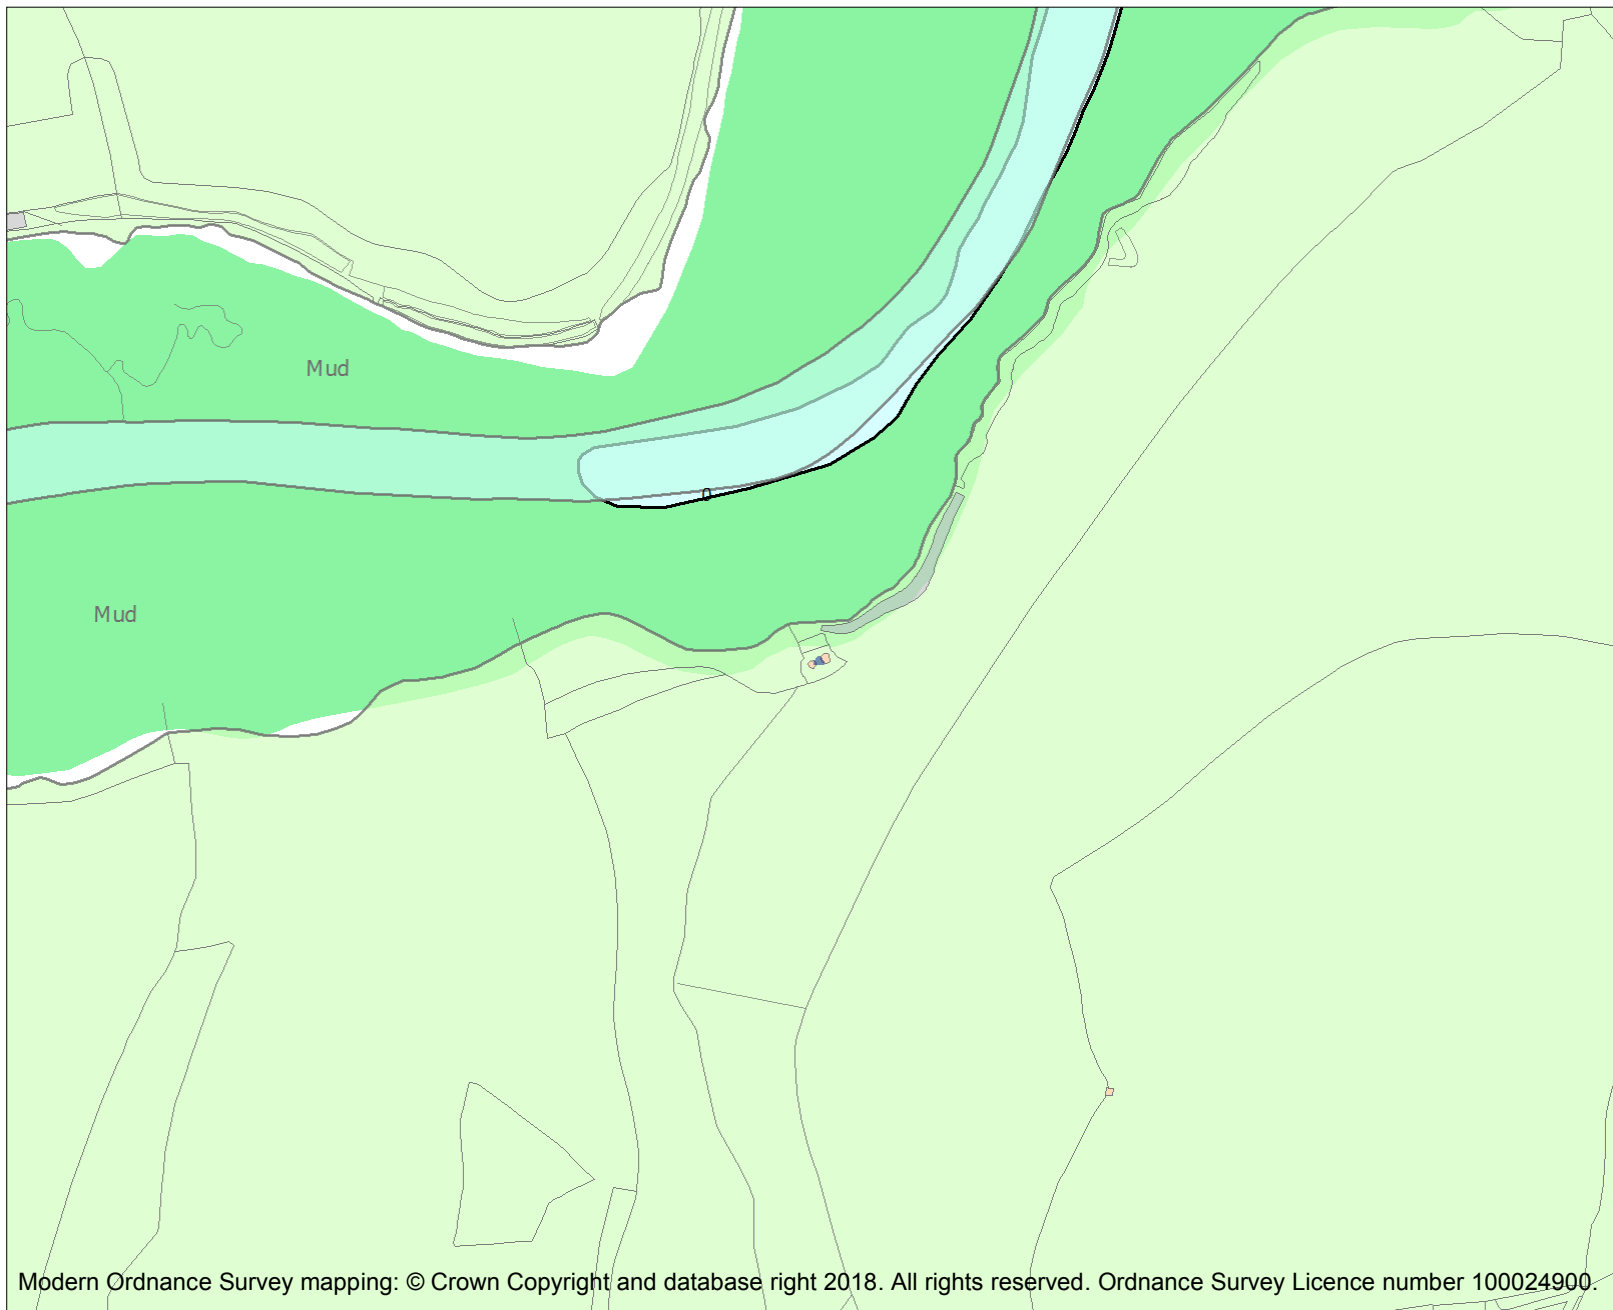 Mud
0
Mud
Modern Ordnance Survey mapping: © Crown Copyright and database right 2018. All rights reserved. Ordnance Survey Licence number 100024900.